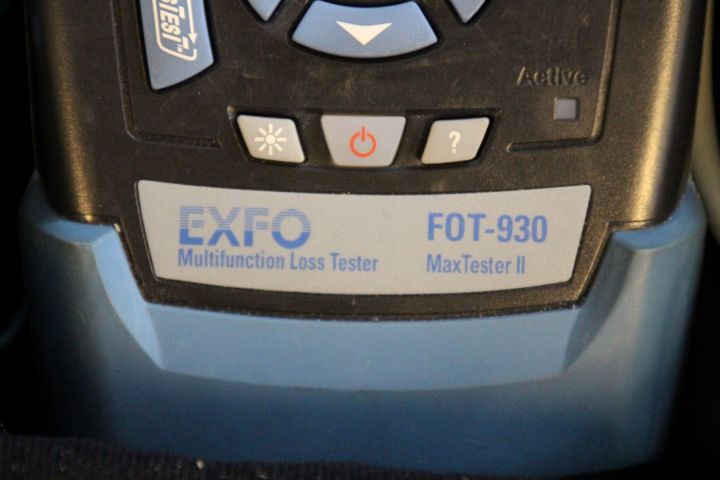 Active
?
EXFO
Multifunction Loss Tester
FOT-930
MaxTester II